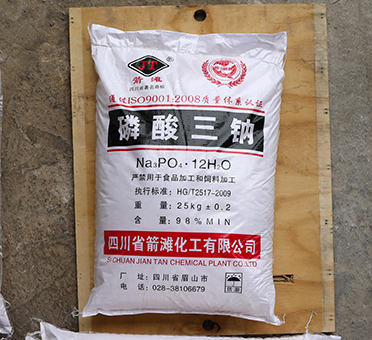 JT
箭滩
四川省著名商标
通过ISO9001:2008质量体系认证
磷酸三钠
Na₃PO₄·12H₂O
严禁用于食品加工和饲料加工
执行标准:HG/T2517-2009
重量:25kg±0.2
含量:98%MIN
四川省箭滩化工有限公司
SICHUAN JIAN TAN CHEMICAL PLANT CO.,LTD
厂址:四川省眉山市
电话:028-38106679